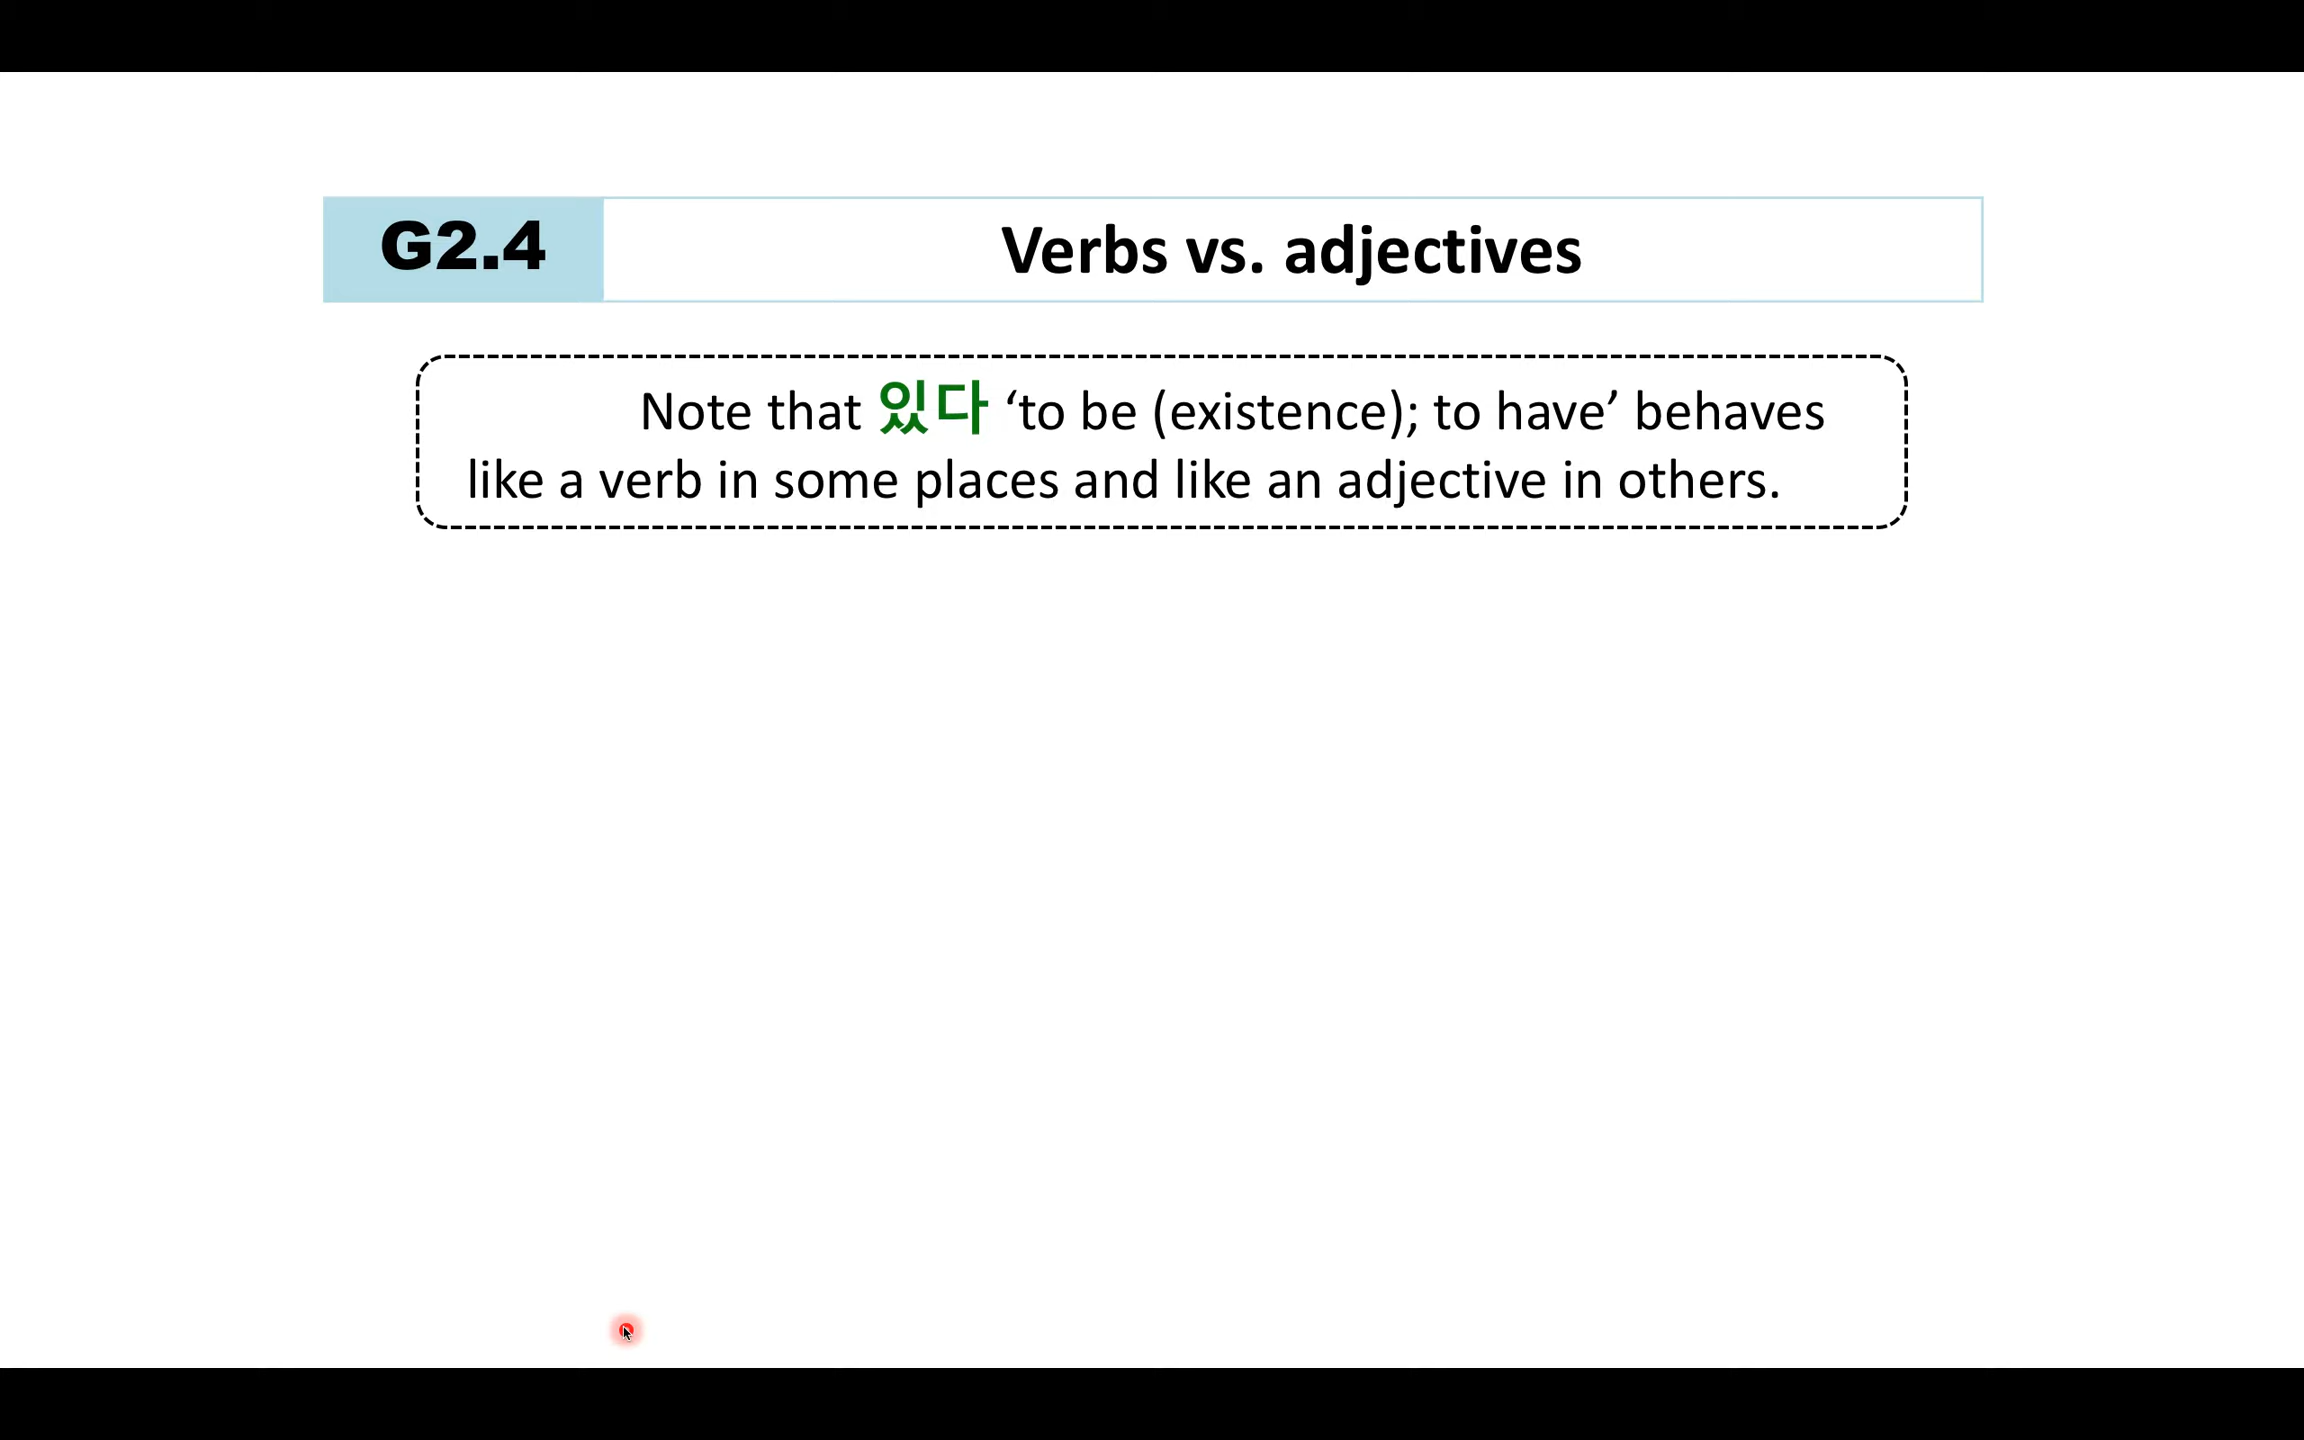 G2.4
Verbs vs. adjectives
Note that 있다 ‘to be (existence); to have’ behaves
like a verb in some places and like an adjective in others.